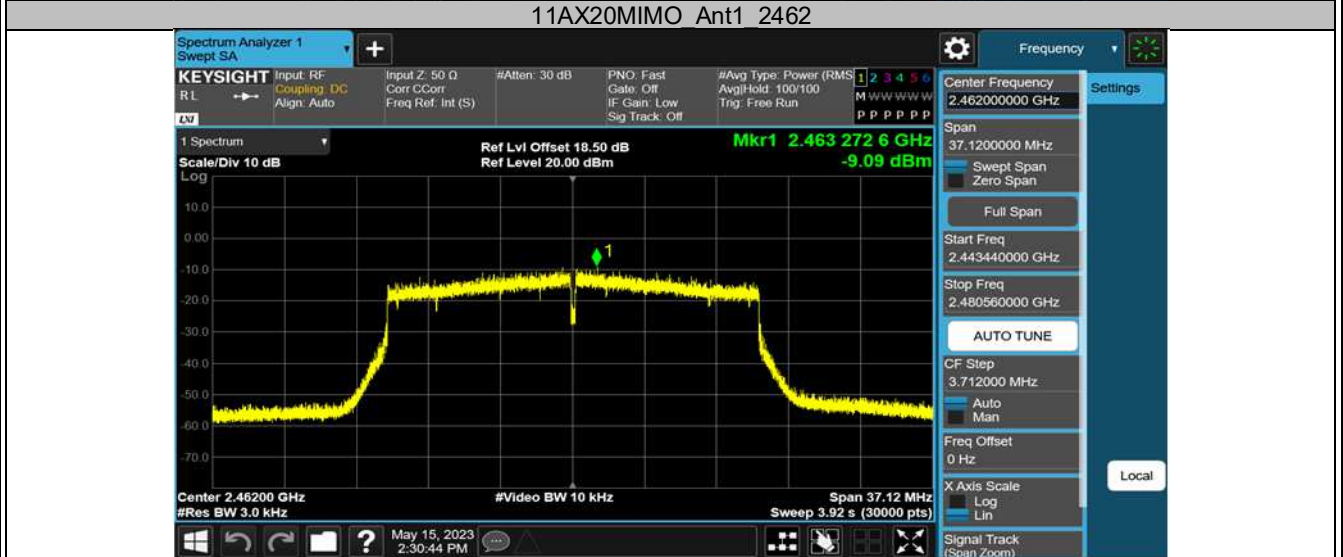 11AX20MIMO_Ant1_2462
Spectrum Analyzer 1
Swept SA
Frequency
KEYSIGHT
RL
LXI
Input: RF
Coupling: DC
Align: Auto
Input Z: 50 Ω
Corr CCorr
Freq Ref: Int (S)
#Atten: 30 dB
PNO: Fast
Gate: Off
IF Gain: Low
Sig Track: Off
#Avg Type: Power (RMS
Avg|Hold: 100/100
Trig: Free Run
1 2 3 4 5 6
M W W W W W
P P P P P P
1 Spectrum
Scale/Div 10 dB
Log
Ref Lvl Offset 18.50 dB
Ref Level 20.00 dBm
Mkr1 2.463 272 6 GHz
-9.09 dBm
10.0
0.00
-10.0
-20.0
-30.0
-40.0
-50.0
-60.0
-70.0
1
Center 2.46200 GHz
#Res BW 3.0 kHz
#Video BW 10 kHz
Span 37.12 MHz
Sweep 3.92 s (30000 pts)
?
May 15, 2023
2:30:44 PM
Center Frequency
2.462000000 GHz
Settings
Span
37.1200000 MHz
Swept Span
Zero Span
Full Span
Start Freq
2.443440000 GHz
Stop Freq
2.480560000 GHz
AUTO TUNE
CF Step
3.712000 MHz
Auto
Man
Freq Offset
0 Hz
X Axis Scale
Log
Lin
Local
Signal Track
(Span Zoom)